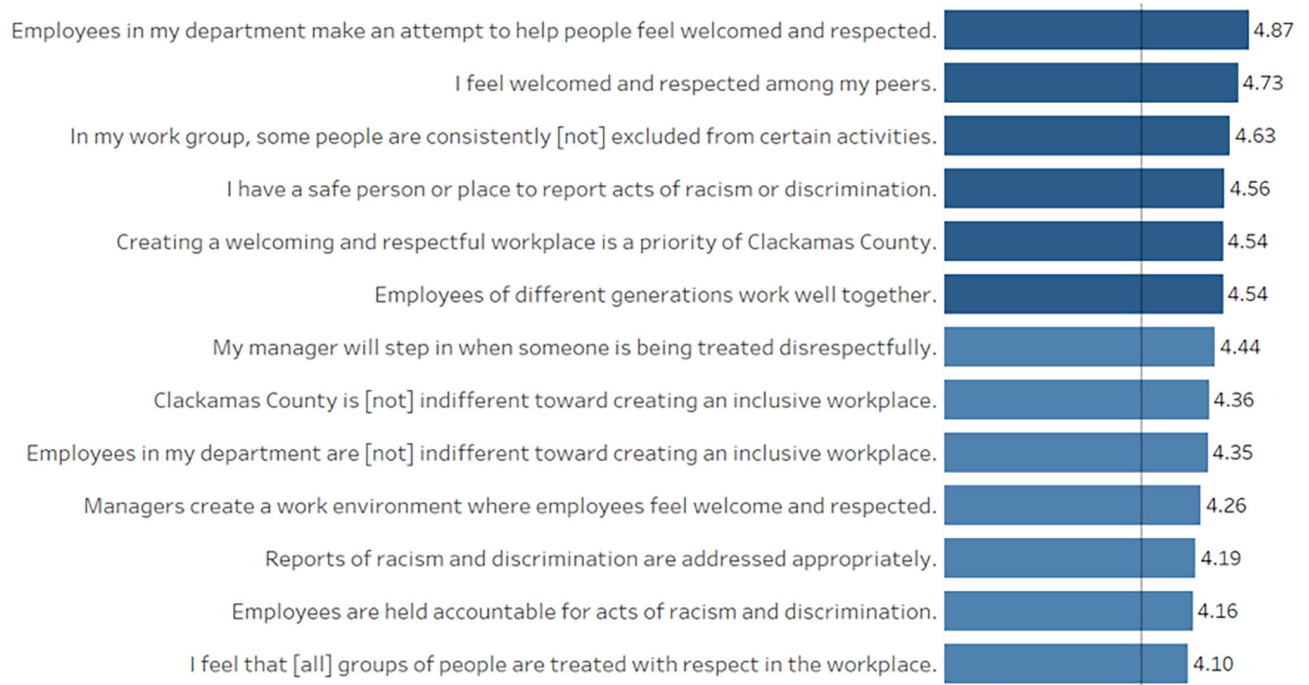 Employees in my department make an attempt to help people feel welcomed and respected. 4.87
I feel welcomed and respected among my peers. 4.73
In my work group, some people are consistently [not] excluded from certain activities. 4.63
I have a safe person or place to report acts of racism or discrimination. 4.56
Creating a welcoming and respectful workplace is a priority of Clackamas County. 4.54
Employees of different generations work well together. 4.54
My manager will step in when someone is being treated disrespectfully. 4.44
Clackamas County is [not] indifferent toward creating an inclusive workplace. 4.36
Employees in my department are [not] indifferent toward creating an inclusive workplace. 4.35
Managers create a work environment where employees feel welcome and respected. 4.26
Reports of racism and discrimination are addressed appropriately. 4.19
Employees are held accountable for acts of racism and discrimination. 4.16
I feel that [all] groups of people are treated with respect in the workplace. 4.10